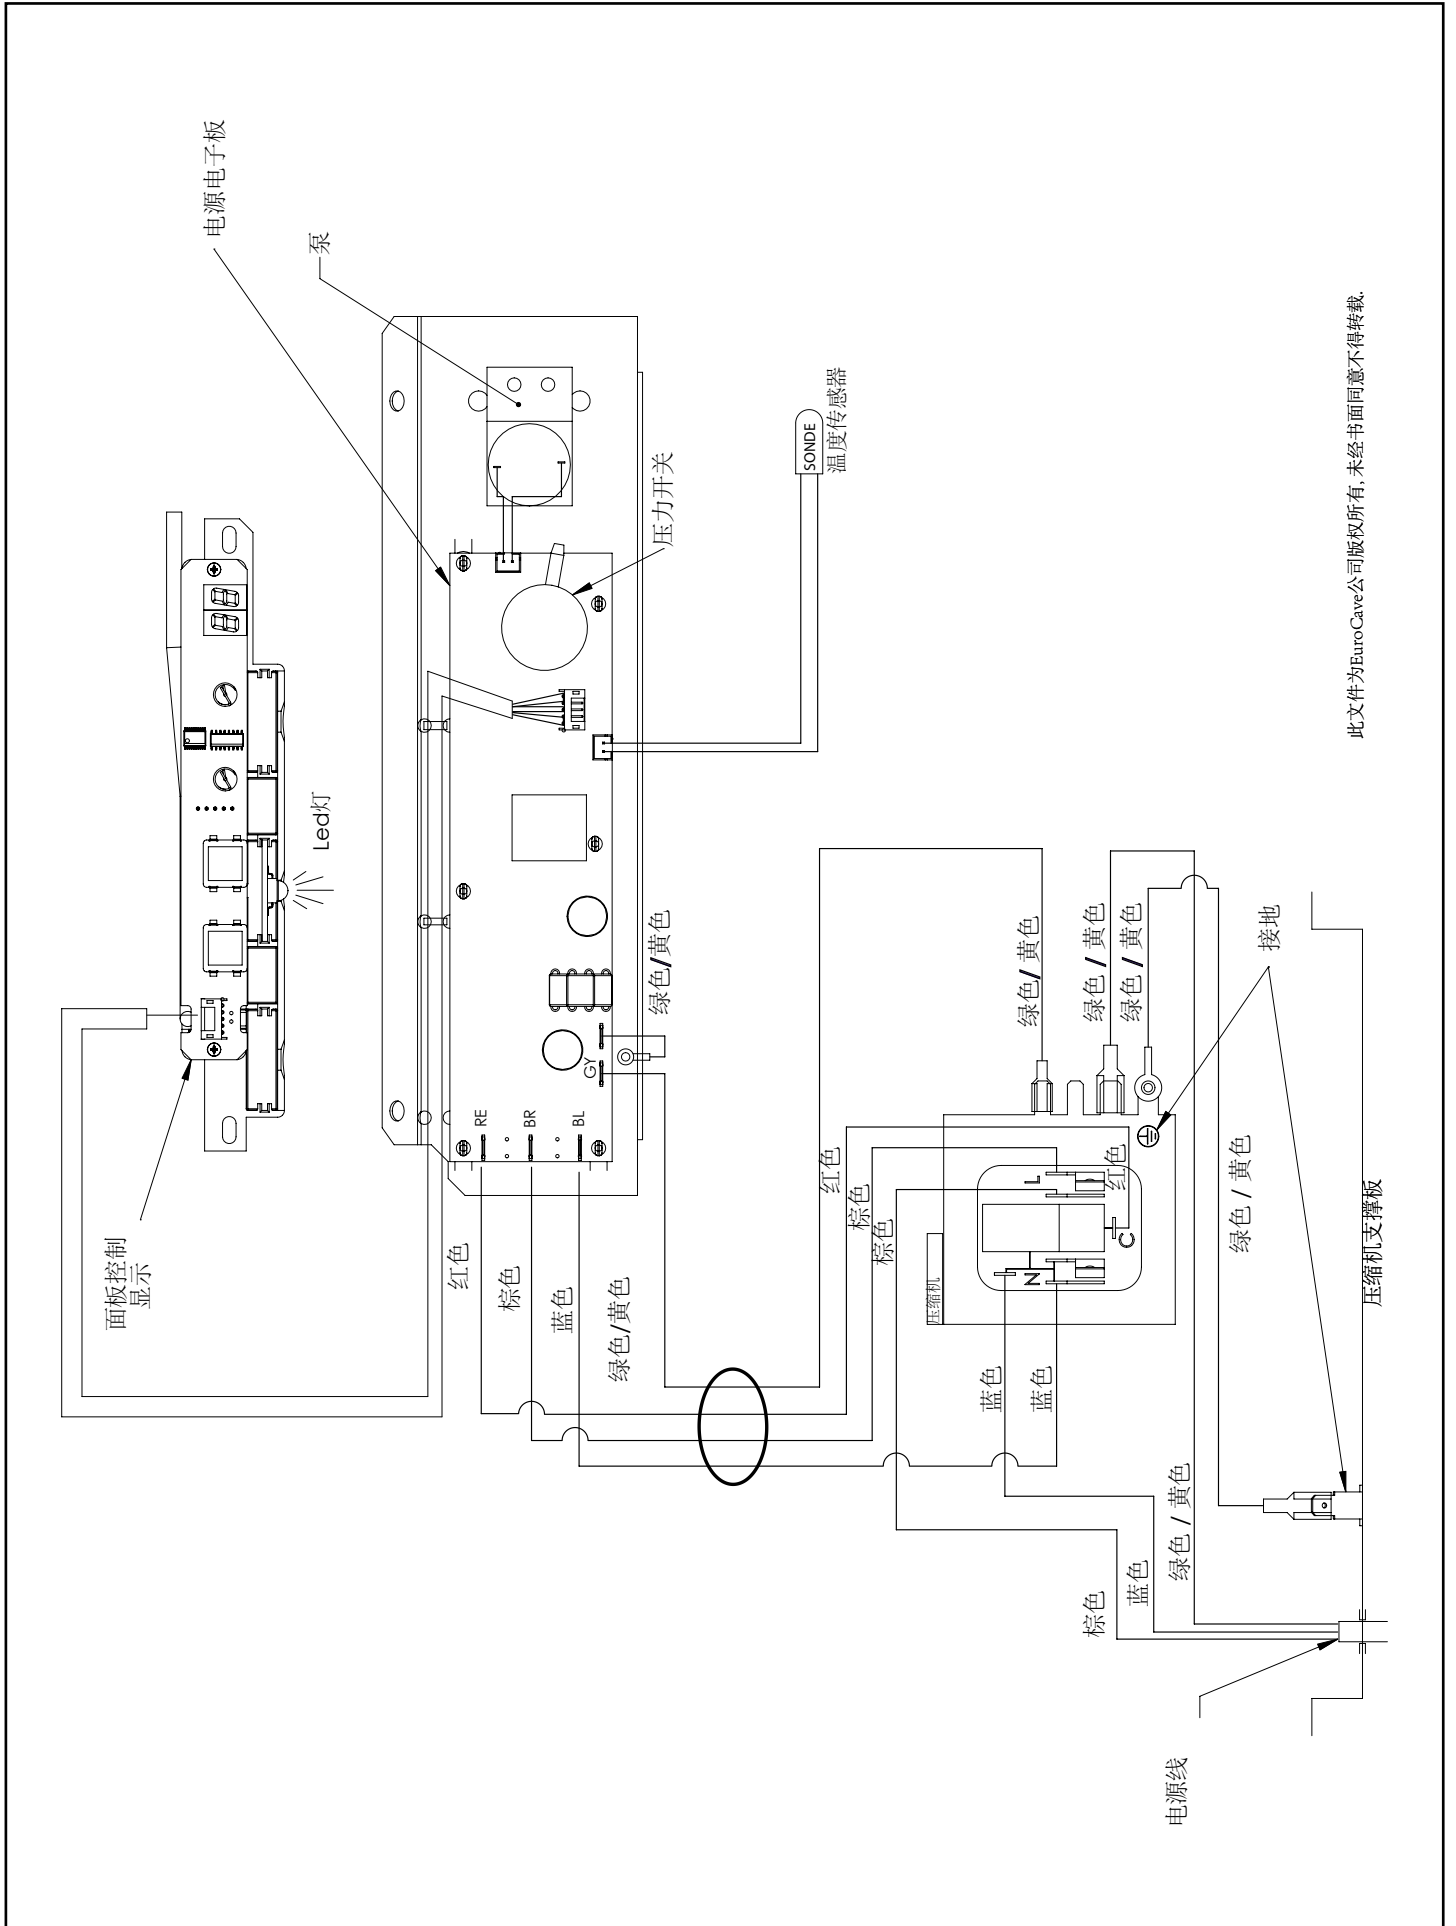 电源电子板
泵
Led灯
面板控制
显示
压力开关
SONDE
温度传感器
RE
BR
BL
GY
绿色/黄色
红色
棕色
蓝色
绿色/黄色
红色
棕色
棕色
绿色/ 黄色
绿色 / 黄色
绿色 / 黄色
接地
压缩机
L
N
C
红色
蓝色
蓝色
绿色 / 黄色
压缩机支撑板
绿色 / 黄色
蓝色
棕色
电源线
此文件为EuroCave公司版权所有, 未经书面同意不得转载.